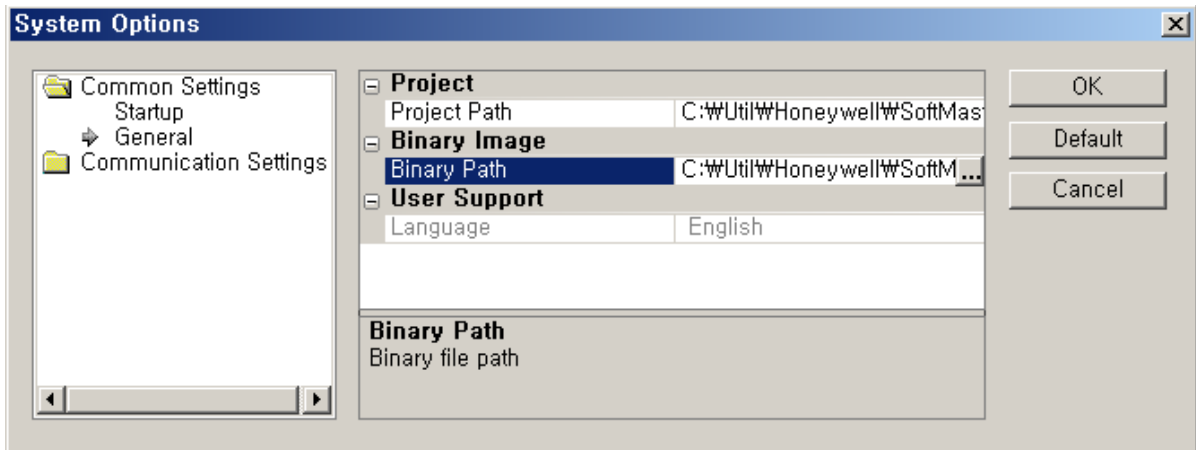 System Options
Common Settings
Startup
General
Communication Settings
Project
Project Path C:₩Util₩Honeywell₩SoftMast
Binary Image
Binary Path C:₩Util₩Honeywell₩SoftM ...
User Support
Language English
Binary Path
Binary file path
OK
Default
Cancel